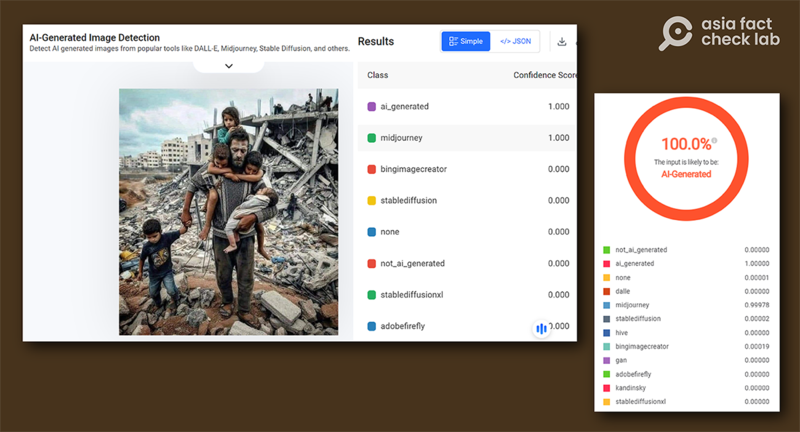 AI-Generated Image Detection
Detect AI generated images from popular tools like DALL-E, Midjourney, Stable Diffusion, and others.
Results
Simple
</> JSON
Class
Confidence Score
ai_generated
1.000
midjourney
1.000
bingimagecreator
0.000
stablediffusion
0.000
none
0.000
not_ai_generated
0.000
stablediffusionxl
0.000
adobefirefly
0.000
asia fact
check lab
100.0%
The input is likely to be:
AI-Generated
not_ai_generated 0.00000
ai_generated 1.00000
none 0.00001
dalle 0.00000
midjourney 0.99978
stablediffusion 0.00002
hive 0.00000
bingimagecreator 0.00019
gan 0.00000
adobefirefly 0.00000
kandinsky 0.00000
stablediffusionxl 0.00000